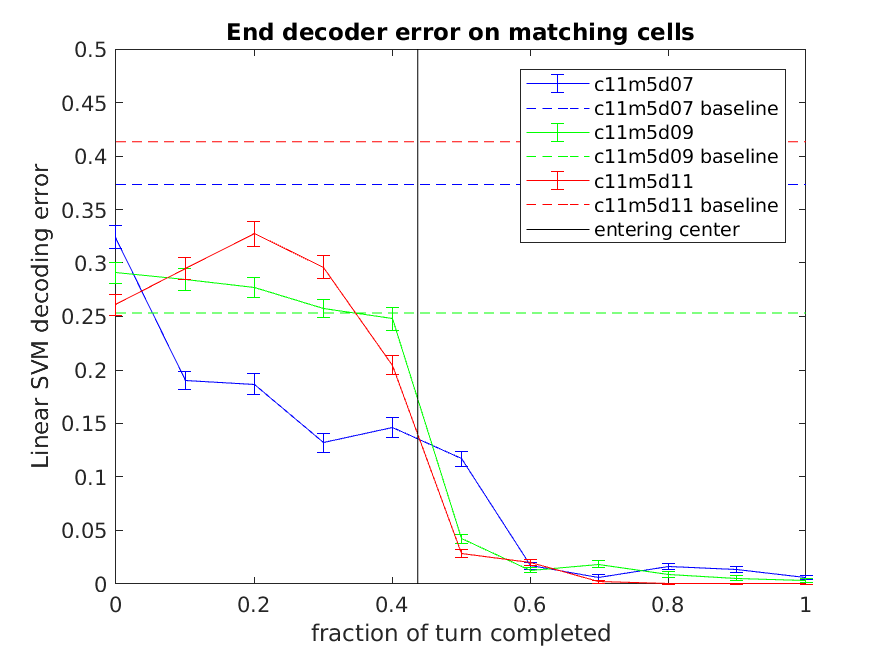 End decoder error on matching cells
0.5
0.45
0.4
0.35
0.3
0.25
0.2
0.15
0.1
0.05
0
Linear SVM decoding error
c11m5d07
c11m5d07 baseline
c11m5d09
c11m5d09 baseline
c11m5d11
c11m5d11 baseline
entering center
0 0.2 0.4 0.6 0.8 1
fraction of turn completed